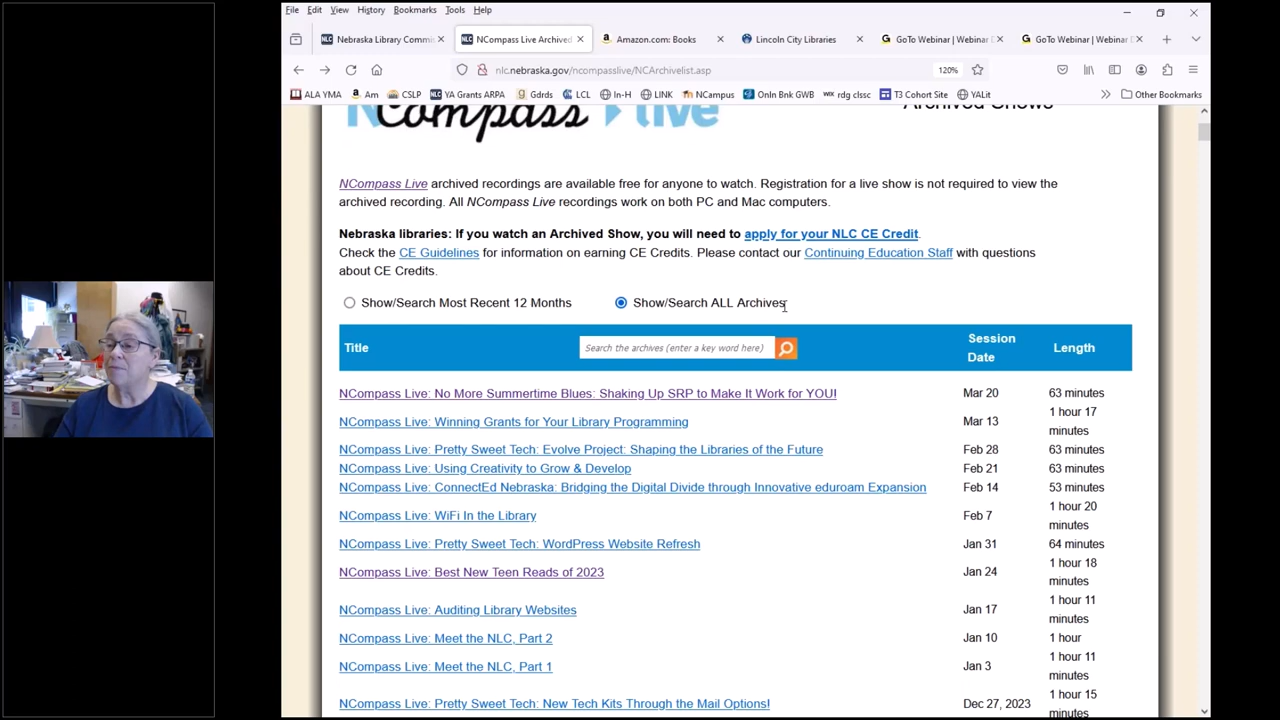 File Edit View History Bookmarks Tools Help
NLC Nebraska Library Commis
NLC NCompass Live Archived
Amazon.com: Books
Lincoln City Libraries
GoTo Webinar | Webinar D
GoTo Webinar | Webinar D
nlc.nebraska.gov/ncompasslive/NCArchivelist.asp 120%
ALA YMA Am CSLP YA Grants ARPA Gdrds LCL In-H LINK NCampus OnIn Bnk GWB wix rdg clssc T3 Cohort Site YALit Other Bookmarks
NCompass live Archived Shows
NCompass Live archived recordings are available free for anyone to watch. Registration for a live show is not required to view the
archived recording. All NCompass Live recordings work on both PC and Mac computers.
Nebraska libraries: If you watch an Archived Show, you will need to apply for your NLC CE Credit.
Check the CE Guidelines for information on earning CE Credits. Please contact our Continuing Education Staff with questions
about CE Credits.
Show/Search Most Recent 12 Months Show/Search ALL Archives
Title Search the archives (enter a key word here) Session Date Length
NCompass Live: No More Summertime Blues: Shaking Up SRP to Make It Work for YOU! Mar 20 63 minutes
NCompass Live: Winning Grants for Your Library Programming Mar 13 1 hour 17 minutes
NCompass Live: Pretty Sweet Tech: Evolve Project: Shaping the Libraries of the Future Feb 28 63 minutes
NCompass Live: Using Creativity to Grow & Develop Feb 21 63 minutes
NCompass Live: ConnectEd Nebraska: Bridging the Digital Divide through Innovative eduroam Expansion Feb 14 53 minutes
NCompass Live: WiFi In the Library Feb 7 1 hour 20 minutes
NCompass Live: Pretty Sweet Tech: WordPress Website Refresh Jan 31 64 minutes
NCompass Live: Best New Teen Reads of 2023 Jan 24 1 hour 18 minutes
NCompass Live: Auditing Library Websites Jan 17 1 hour 11 minutes
NCompass Live: Meet the NLC, Part 2 Jan 10 1 hour
NCompass Live: Meet the NLC, Part 1 Jan 3 1 hour 11 minutes
NCompass Live: Pretty Sweet Tech: New Tech Kits Through the Mail Options! Dec 27, 2023 1 hour 15 minutes